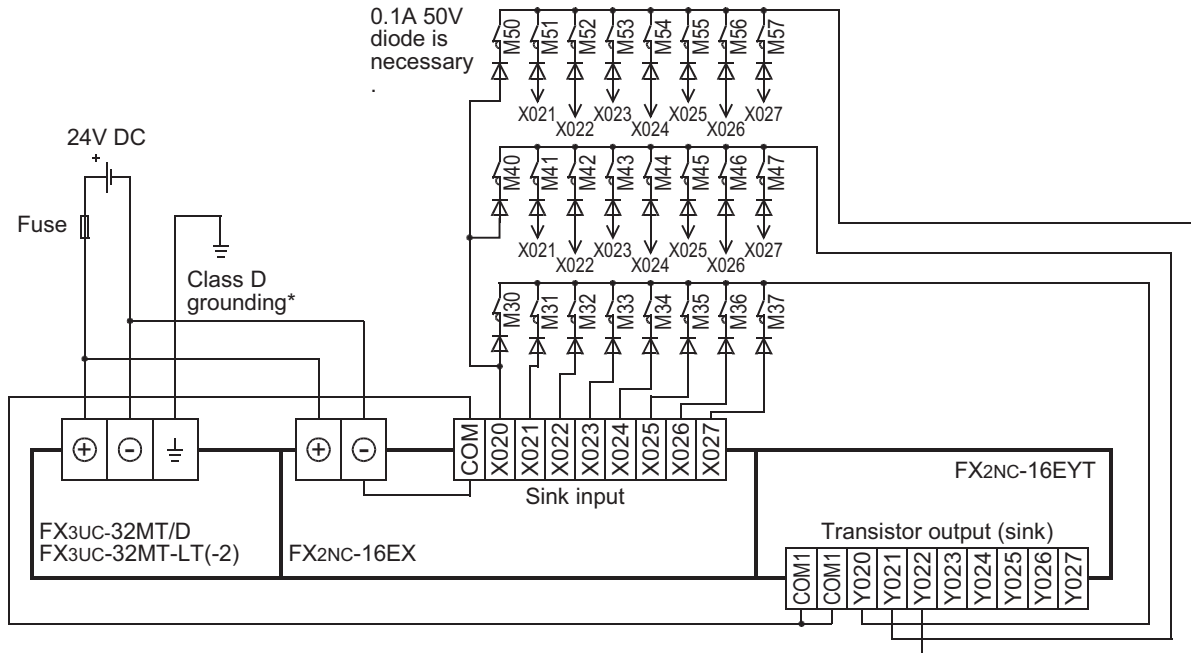 0.1A 50V
diode is
necessary
.
M50 M51 M52 M53 M54 M55 M56 M57
X021 X023 X025 X027
X022 X024 X026
24V DC
+
M40 M41 M42 M43 M44 M45 M46 M47
Fuse
X021 X023 X025 X027
X022 X024 X026
Class D
grounding*
M30 M31 M32 M33 M34 M35 M36 M37
+ - + - COM X020 X021 X022 X023 X024 X025 X026 X027
Sink input
FX2NC-16EYT
FX3UC-32MT/D
FX3UC-32MT-LT(-2)
FX2NC-16EX
Transistor output (sink)
COM1 COM1 Y020 Y021 Y022 Y023 Y024 Y025 Y026 Y027